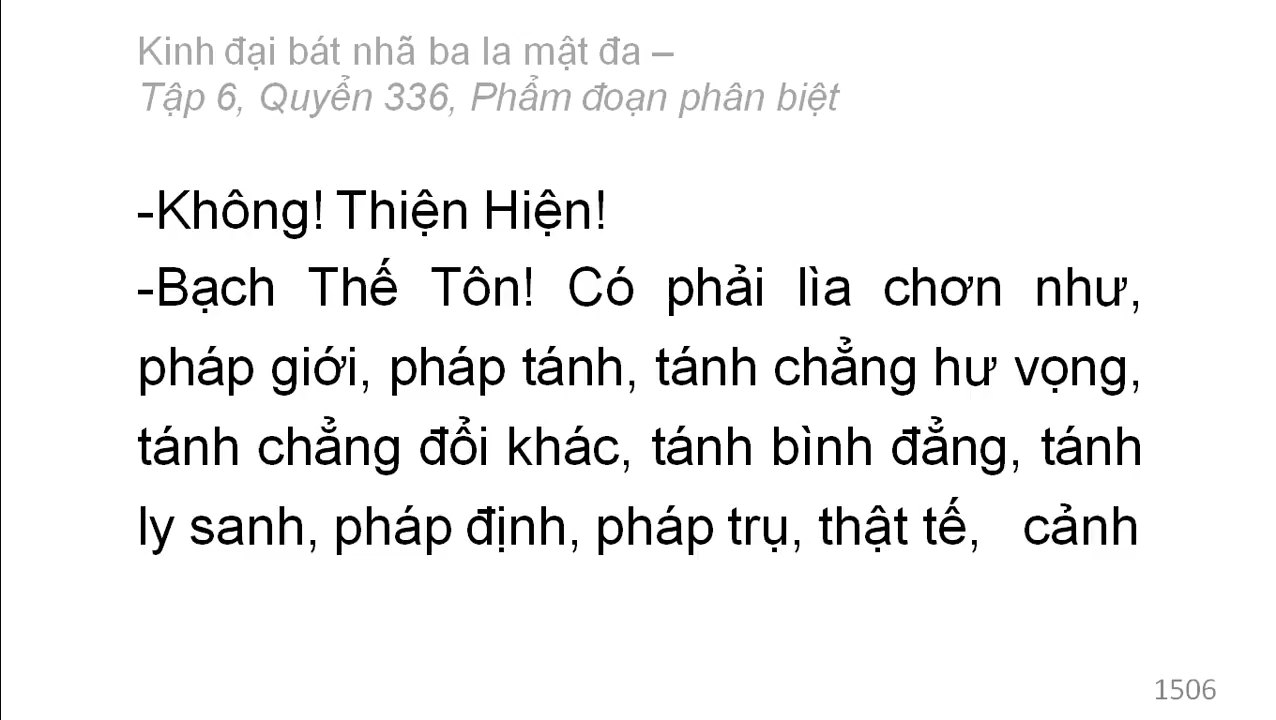 Kinh đại bát nhã ba la mật đa –
Tập 6, Quyển 336, Phẩm đoạn phân biệt
-Không! Thiện Hiện!
-Bạch Thế Tôn! Có phải lìa chơn như,
pháp giới, pháp tánh, tánh chẳng hư vọng,
tánh chẳng đổi khác, tánh bình đẳng, tánh
ly sanh, pháp định, pháp trụ, thật tế, cảnh
1506